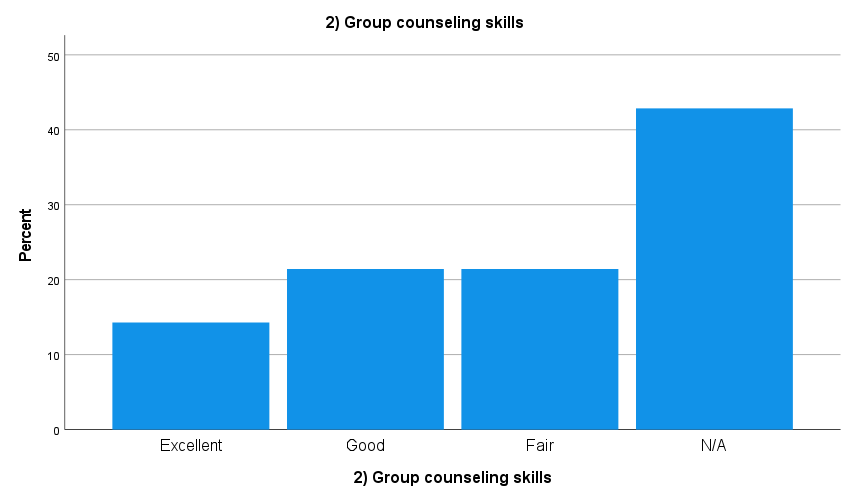 2) Group counseling skills
50
40
30
20
10
0
Percent
Excellent Good Fair N/A
2) Group counseling skills